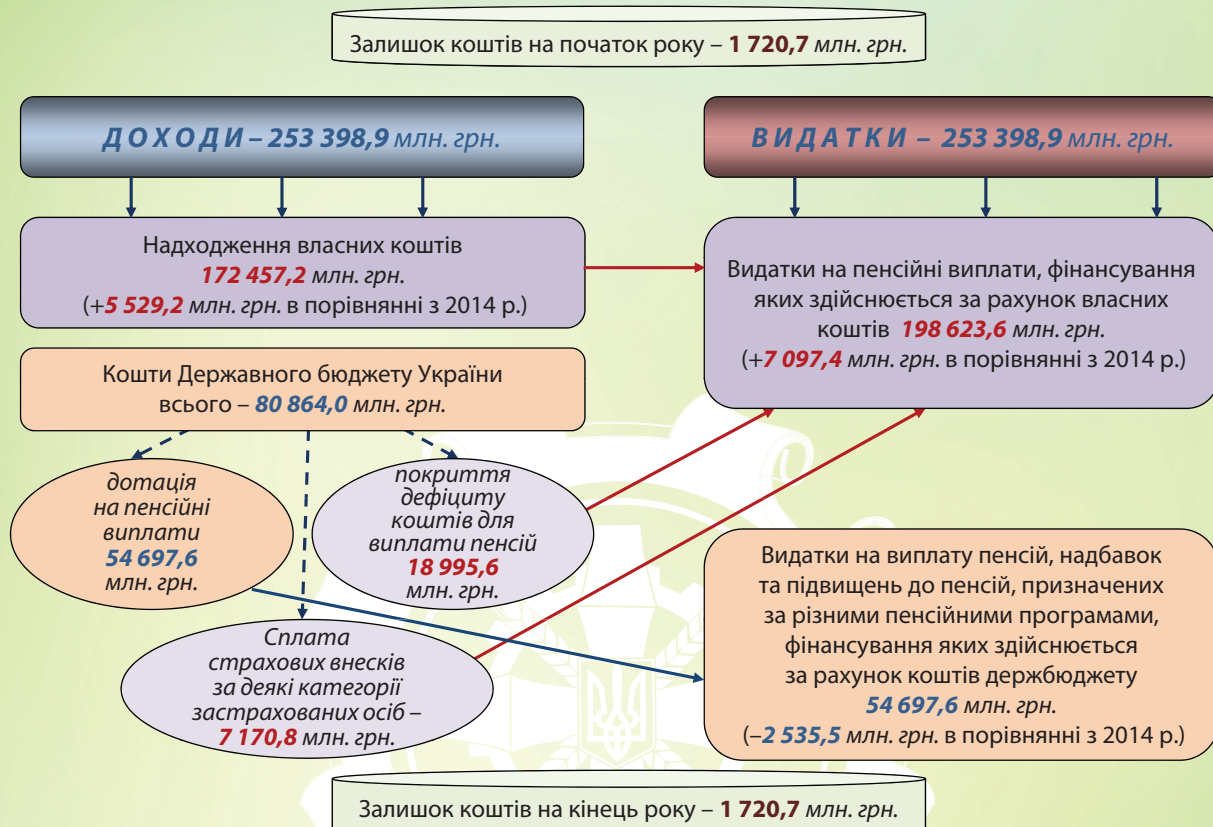 Залишок коштів на початок року – 1 720,7 млн. грн.
ДОХОДИ – 253 398,9 млн. грн.
Надходження власних коштів
172 457,2 млн. грн.
(+5 529,2 млн. грн. в порівнянні з 2014 р.)
Кошти Державного бюджету України
всього – 80 864,0 млн. грн.
дотація
на пенсійні
виплати
54 697,6
млн. грн.
покриття
дефіциту
коштів для
виплати пенсій
18 995,6
млн. грн.
Сплата
страхових внесків
за деякі категорії
застрахованих осіб –
7 170,8 млн. грн.
ВИДАТКИ – 253 398,9 млн. грн.
Видатки на пенсійні виплати, фінансування
яких здійснюється за рахунок власних
коштів 198 623,6 млн. грн.
(+7 097,4 млн. грн. в порівнянні з 2014 р.)
Видатки на виплату пенсій, надбавок
та підвищень до пенсій, призначених
за різними пенсійними програмами,
фінансування яких здійснюється
за рахунок коштів держбюджету
54 697,6 млн. грн.
(–2 535,5 млн. грн. в порівнянні з 2014 р.)
Залишок коштів на кінець року – 1 720,7 млн. грн.